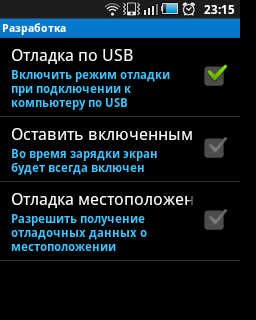 23:15
Разработка
Отладка по USB
Включить режим отладки
при подключении к
компьютеру по USB
Оставить включенным
Во время зарядки экран
будет всегда включен
Отладка местоположен
Разрешить получение
отладочных данных о
местоположении